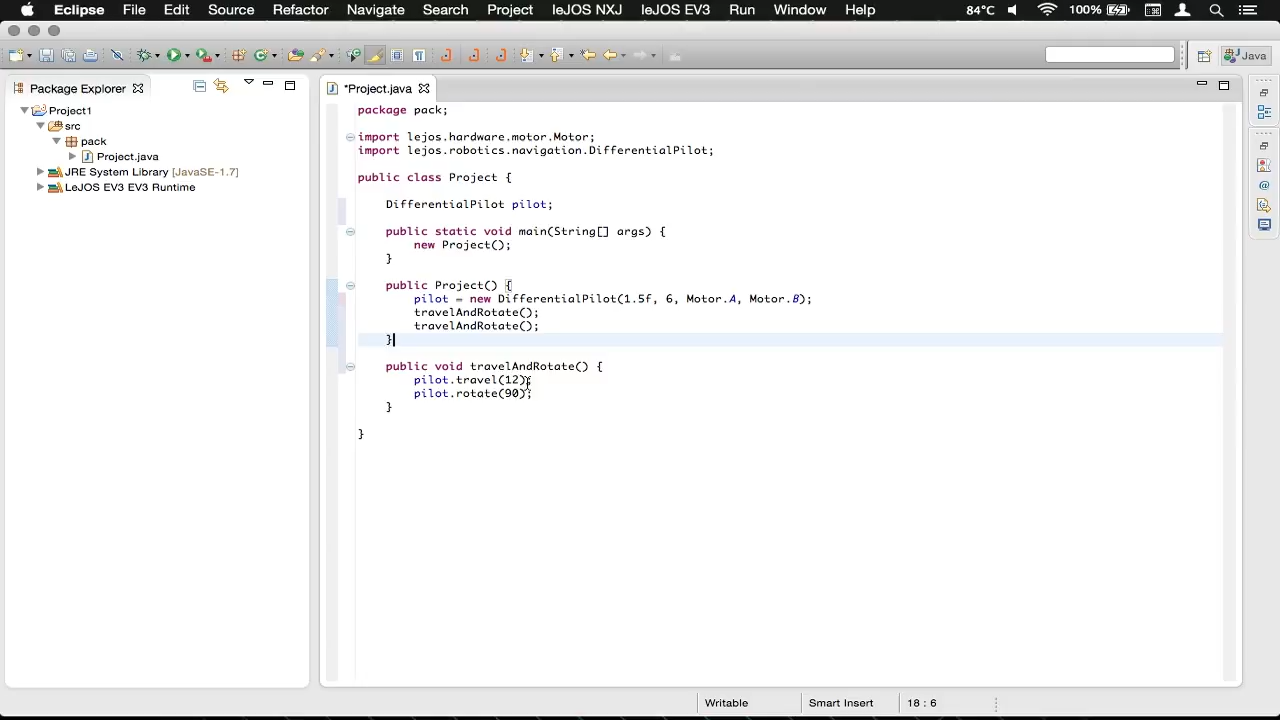 Eclipse File Edit Source Refactor Navigate Search Project leJOS NXJ leJOS EV3 Run Window Help 84°C 100%
Java
Package Explorer
*Project.java
Project1
src
pack
Project.java
JRE System Library [JavaSE-1.7]
LeJOS EV3 EV3 Runtime
package pack;
import lejos.hardware.motor.Motor;
import lejos.robotics.navigation.DifferentialPilot;
public class Project {
DifferentialPilot pilot;
public static void main(String[] args) {
new Project();
}
public Project() {
pilot = new DifferentialPilot(1.5f, 6, Motor.A, Motor.B);
travelAndRotate();
travelAndRotate();
}
public void travelAndRotate() {
pilot.travel(12);
pilot.rotate(90);
}
}
Writable Smart Insert 18 : 6